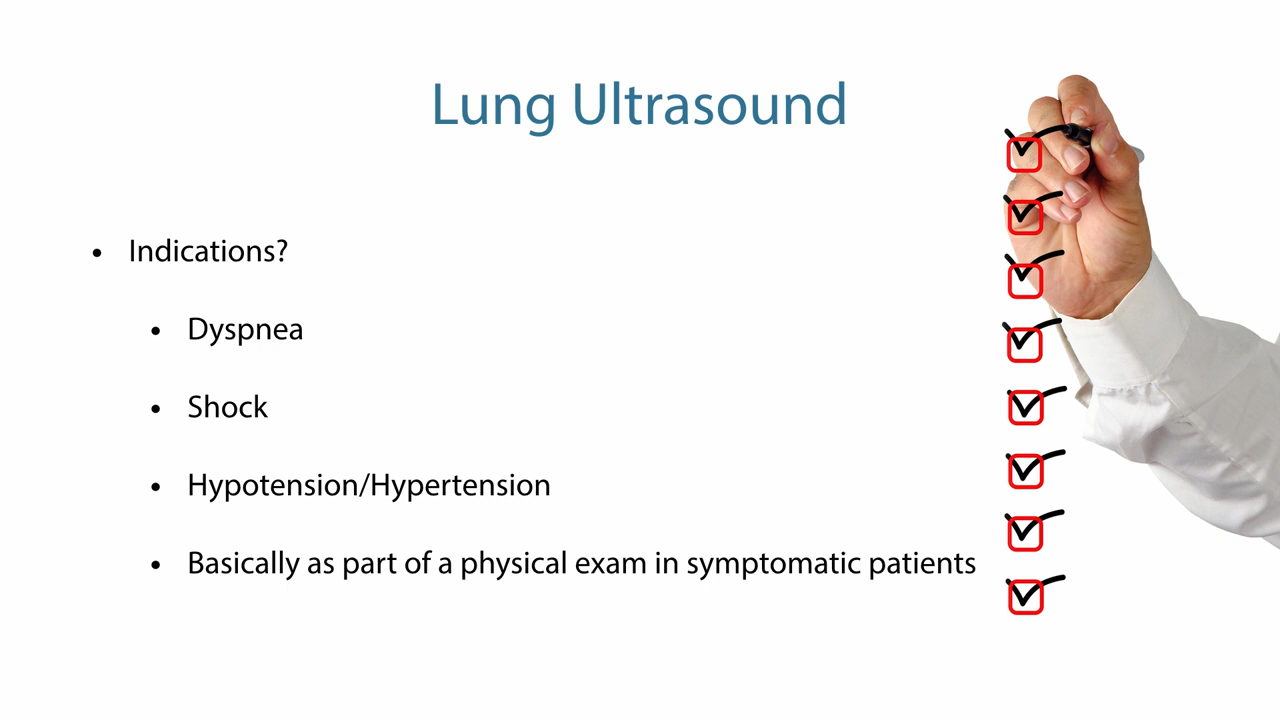 Lung Ultrasound
• Indications?
• Dyspnea
• Shock
• Hypotension/Hypertension
• Basically as part of a physical exam in symptomatic patients